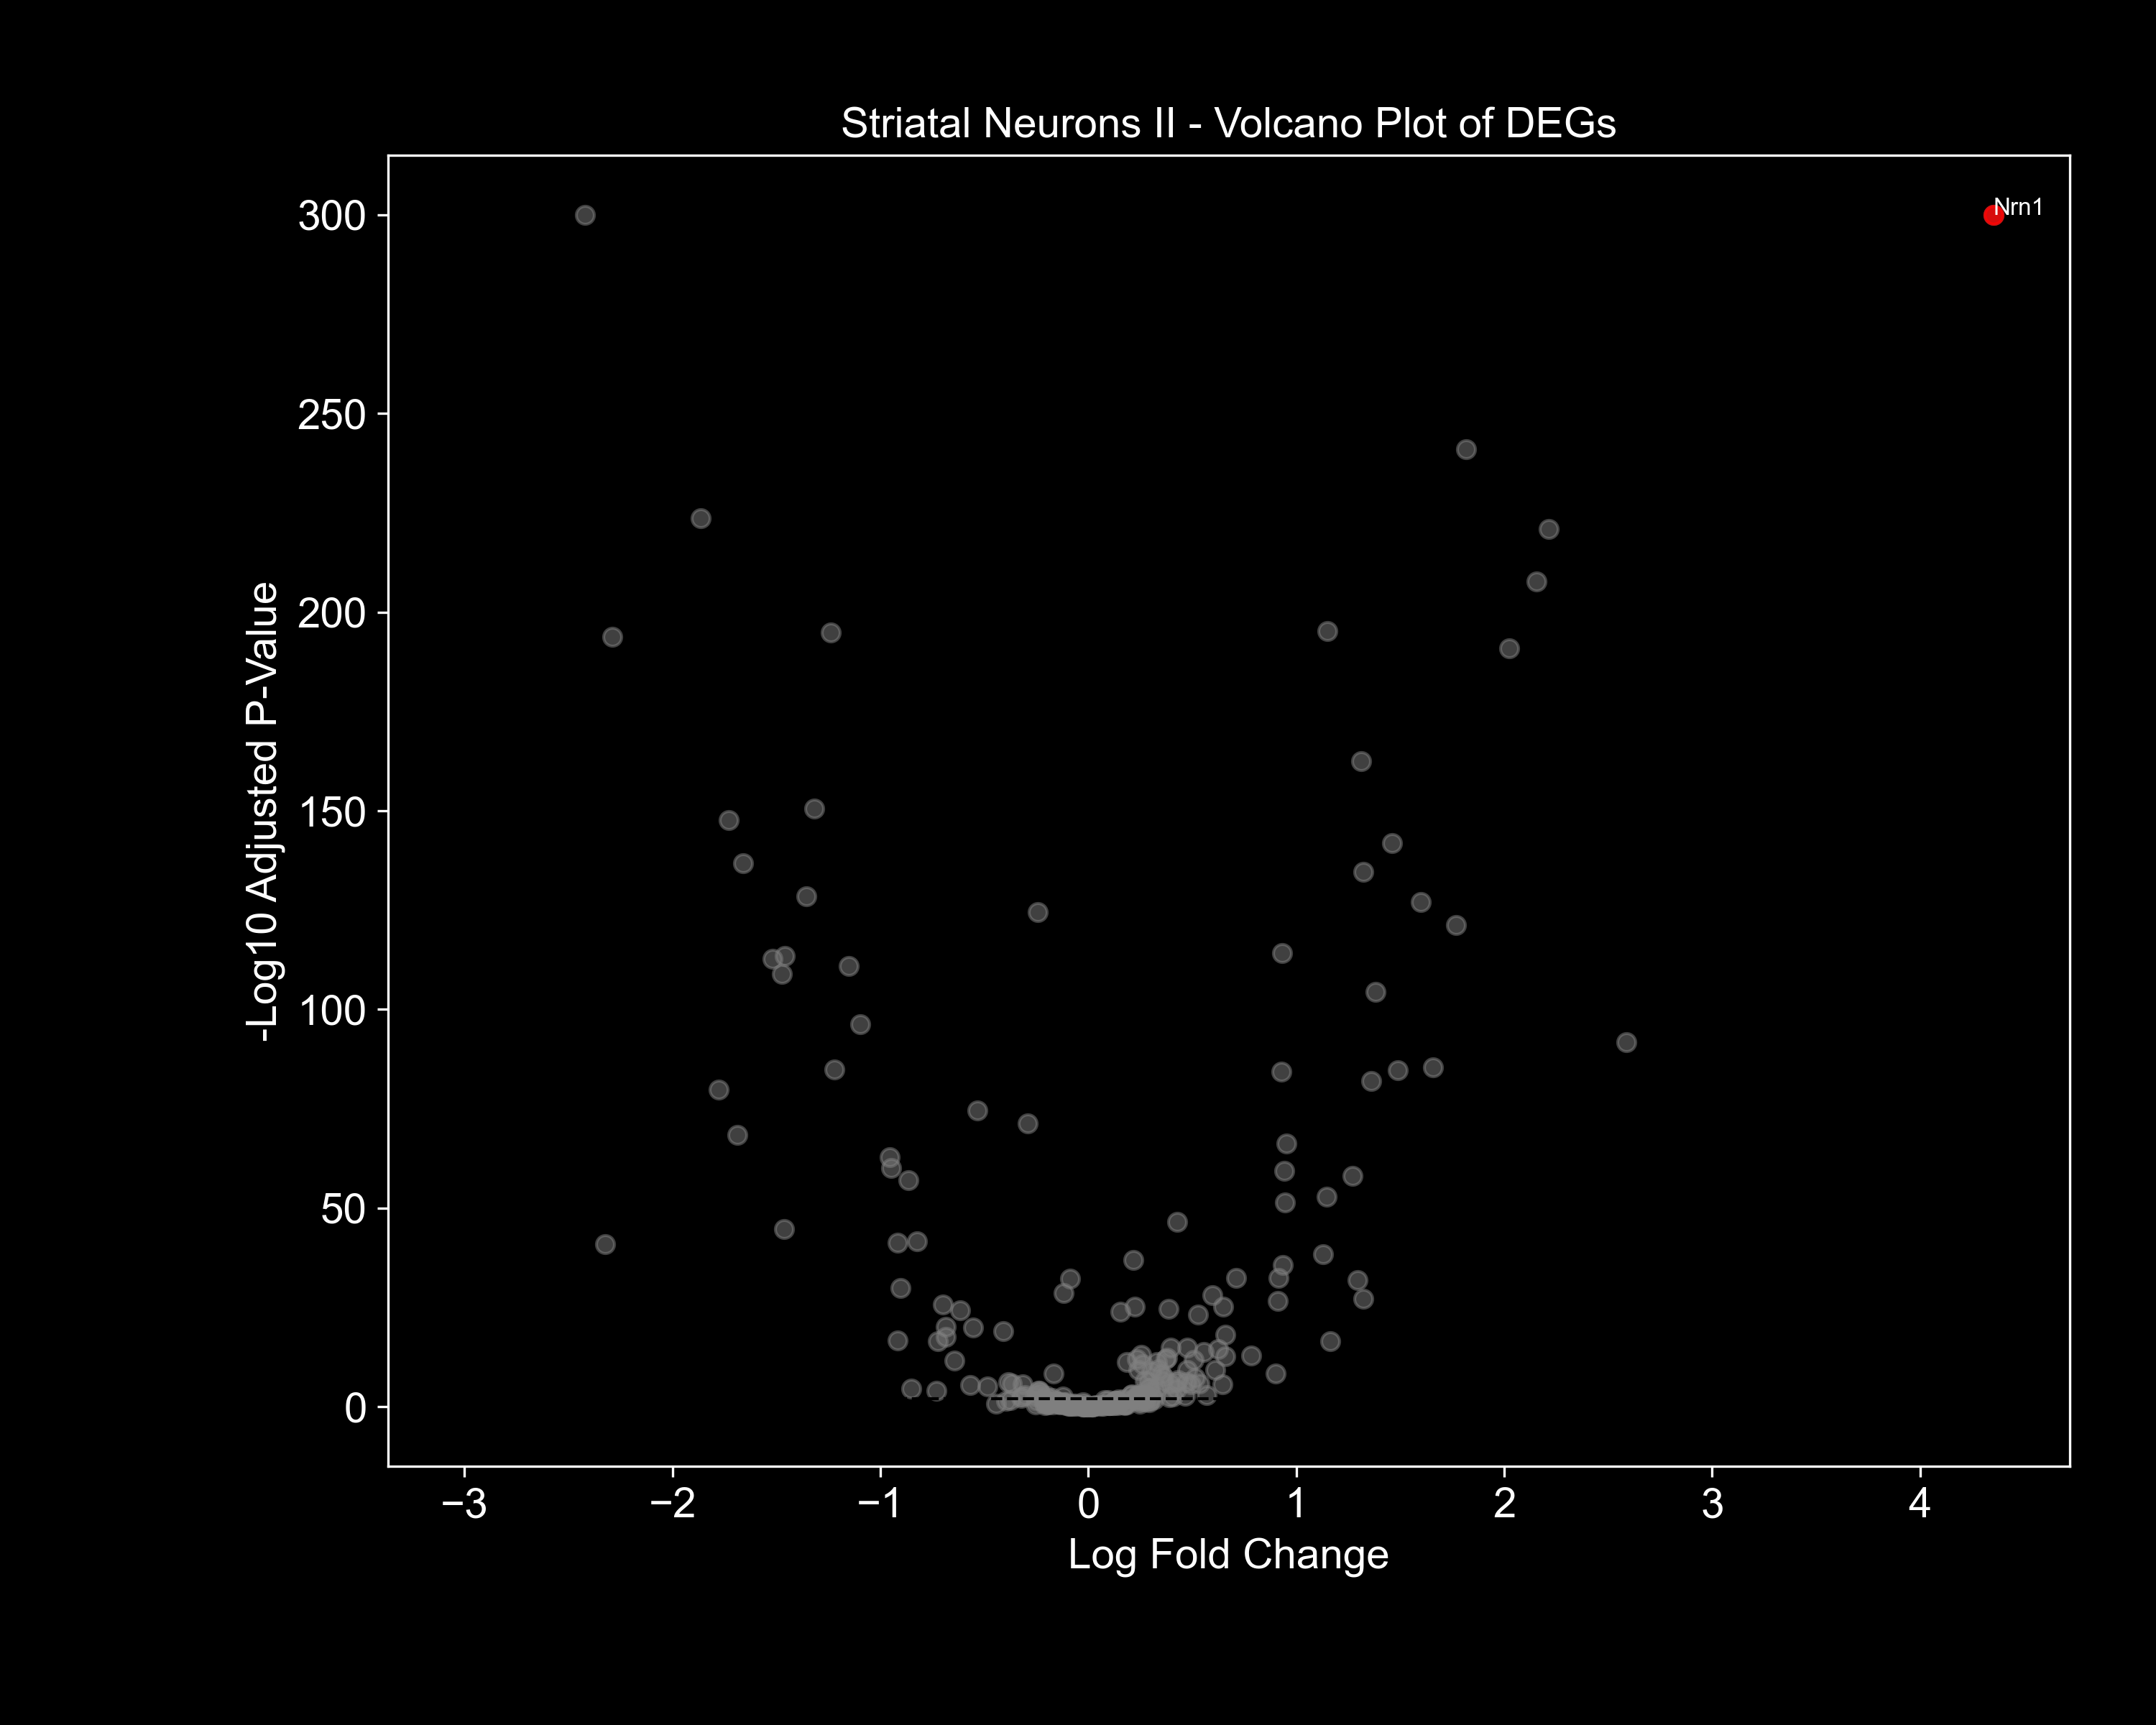 Striatal Neurons II - Volcano Plot of DEGs
Nrn1
300
250
200
150
100
50
0
-Log10 Adjusted P-Value
−3 −2 −1 0 1 2 3 4
Log Fold Change